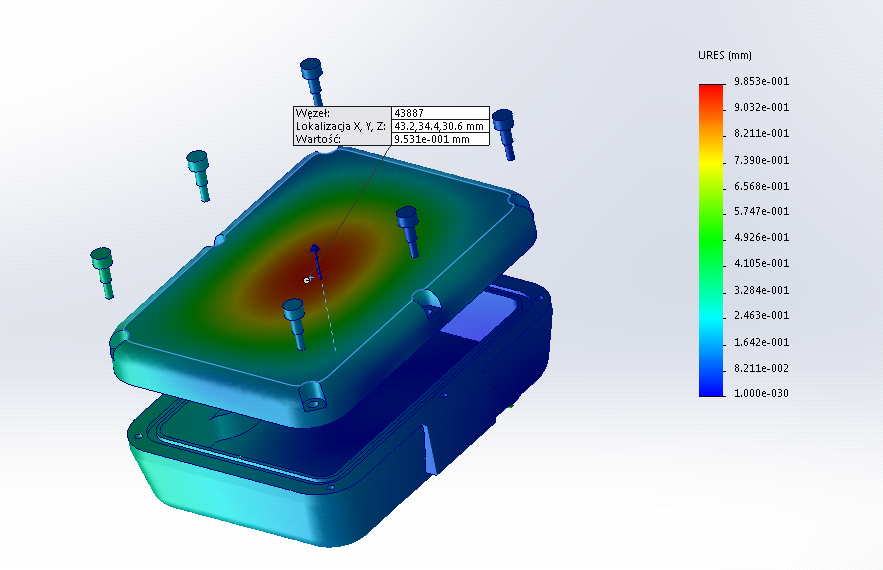 URES (mm)
9.853e-001
9.032e-001
8.211e-001
7.390e-001
6.568e-001
5.747e-001
4.926e-001
4.105e-001
3.284e-001
2.463e-001
1.642e-001
8.211e-002
1.000e-030
Węzeł: 43887
Lokalizacja X, Y, Z: 43.2,34.4,30.6 mm
Wartość: 9.531e-001 mm